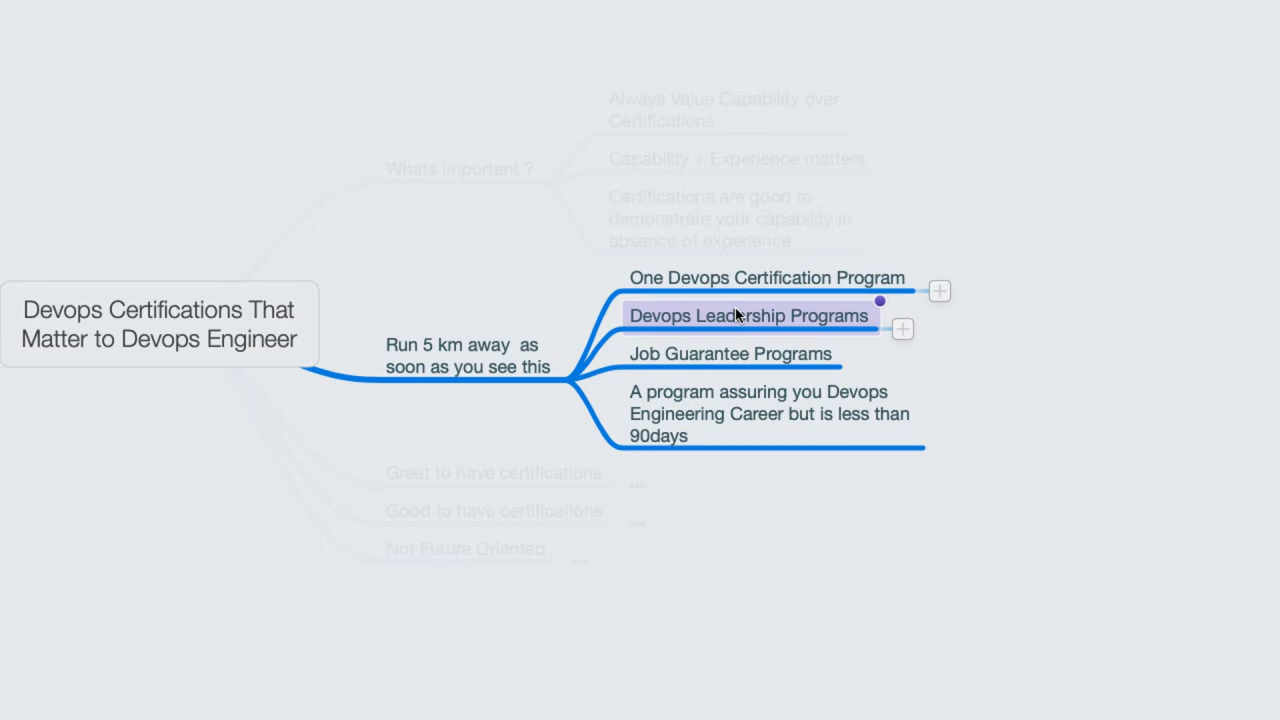 Always Value Capability over
Certifications
Whats important ?
Capability + Experience matters
Certifications are good to
demonstrate your capability in
absence of experience
Devops Certifications That
Matter to Devops Engineer
Run 5 km away  as
soon as you see this
One Devops Certification Program
Devops Leadership Programs
Job Guarantee Programs
A program assuring you Devops
Engineering Career but is less than
90days
Great to have certifications
Good to have certifications
Not Future Oriented